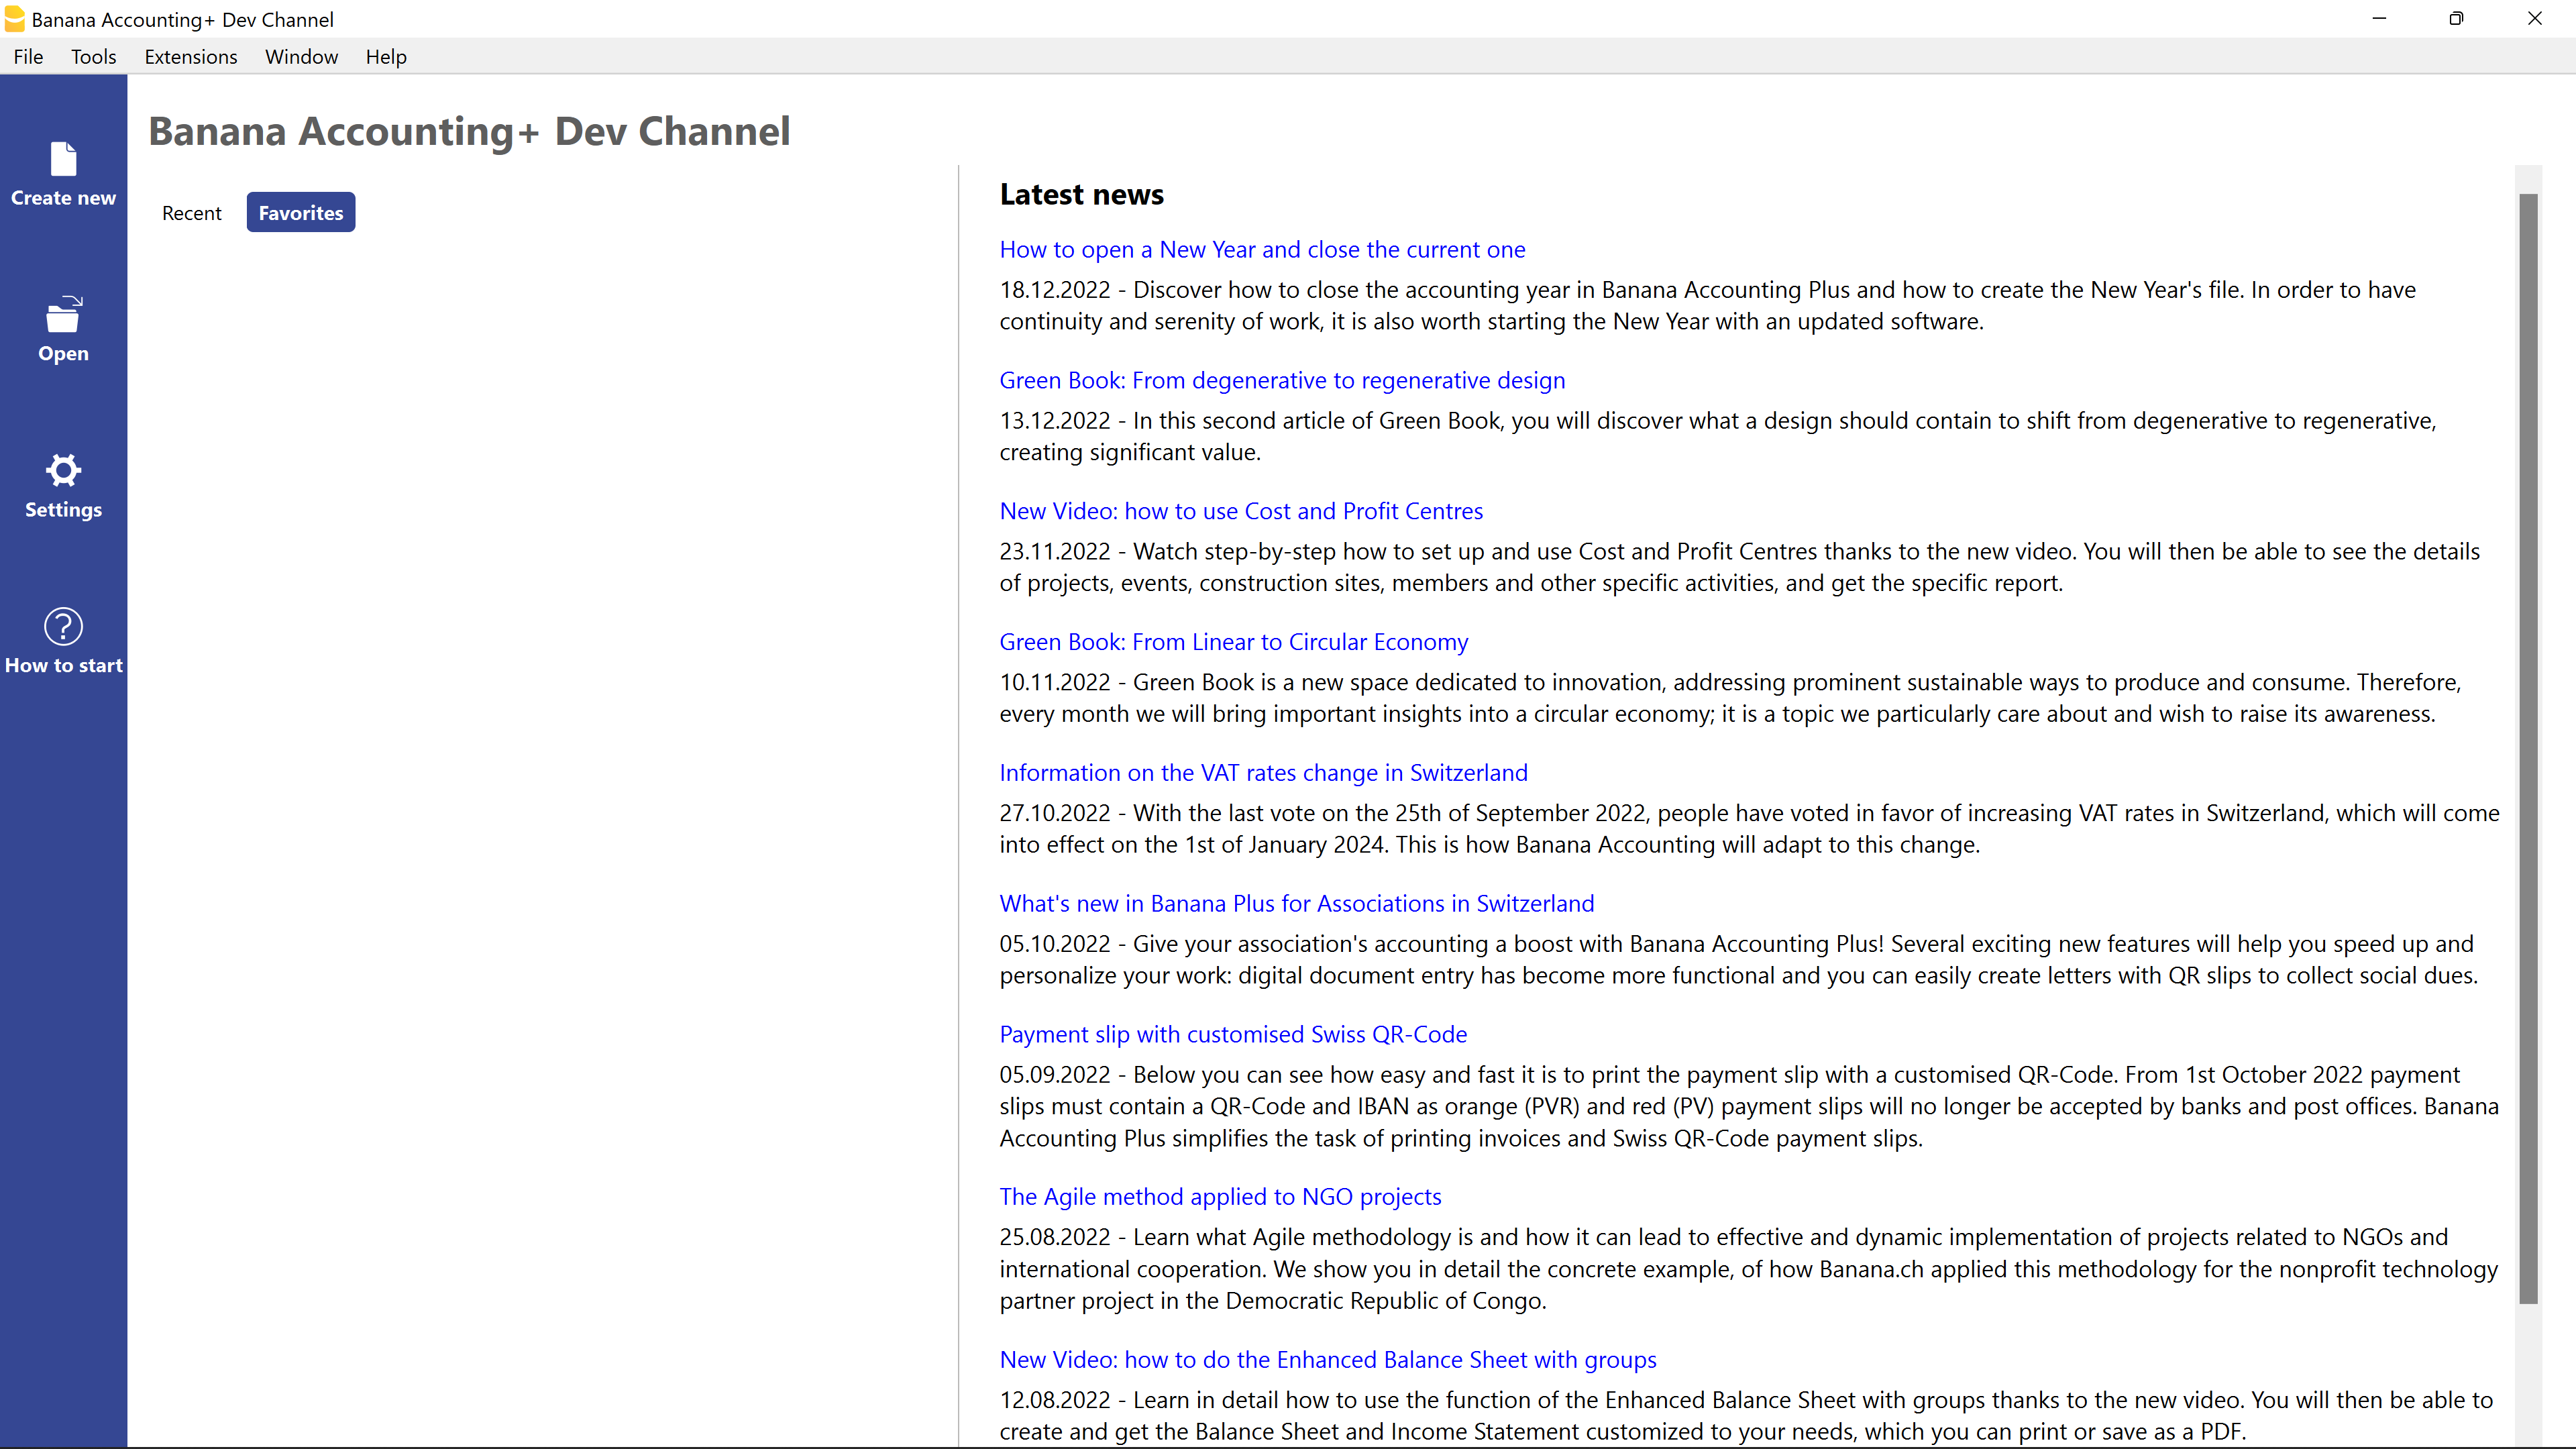 Banana Accounting+ Dev Channel
File Tools Extensions Window Help
Create new
Open
Settings
?
How to start
Banana Accounting+ Dev Channel
Recent Favorites
Latest news
How to open a New Year and close the current one
18.12.2022 - Discover how to close the accounting year in Banana Accounting Plus and how to create the New Year's file. In order to have
continuity and serenity of work, it is also worth starting the New Year with an updated software.
Green Book: From degenerative to regenerative design
13.12.2022 - In this second article of Green Book, you will discover what a design should contain to shift from degenerative to regenerative,
creating significant value.
New Video: how to use Cost and Profit Centres
23.11.2022 - Watch step-by-step how to set up and use Cost and Profit Centres thanks to the new video. You will then be able to see the details
of projects, events, construction sites, members and other specific activities, and get the specific report.
Green Book: From Linear to Circular Economy
10.11.2022 - Green Book is a new space dedicated to innovation, addressing prominent sustainable ways to produce and consume. Therefore,
every month we will bring important insights into a circular economy; it is a topic we particularly care about and wish to raise its awareness.
Information on the VAT rates change in Switzerland
27.10.2022 - With the last vote on the 25th of September 2022, people have voted in favor of increasing VAT rates in Switzerland, which will come
into effect on the 1st of January 2024. This is how Banana Accounting will adapt to this change.
What's new in Banana Plus for Associations in Switzerland
05.10.2022 - Give your association's accounting a boost with Banana Accounting Plus! Several exciting new features will help you speed up and
personalize your work: digital document entry has become more functional and you can easily create letters with QR slips to collect social dues.
Payment slip with customised Swiss QR-Code
05.09.2022 - Below you can see how easy and fast it is to print the payment slip with a customised QR-Code. From 1st October 2022 payment
slips must contain a QR-Code and IBAN as orange (PVR) and red (PV) payment slips will no longer be accepted by banks and post offices. Banana
Accounting Plus simplifies the task of printing invoices and Swiss QR-Code payment slips.
The Agile method applied to NGO projects
25.08.2022 - Learn what Agile methodology is and how it can lead to effective and dynamic implementation of projects related to NGOs and
international cooperation. We show you in detail the concrete example, of how Banana.ch applied this methodology for the nonprofit technology
partner project in the Democratic Republic of Congo.
New Video: how to do the Enhanced Balance Sheet with groups
12.08.2022 - Learn in detail how to use the function of the Enhanced Balance Sheet with groups thanks to the new video. You will then be able to
create and get the Balance Sheet and Income Statement customized to your needs, which you can print or save as a PDF.